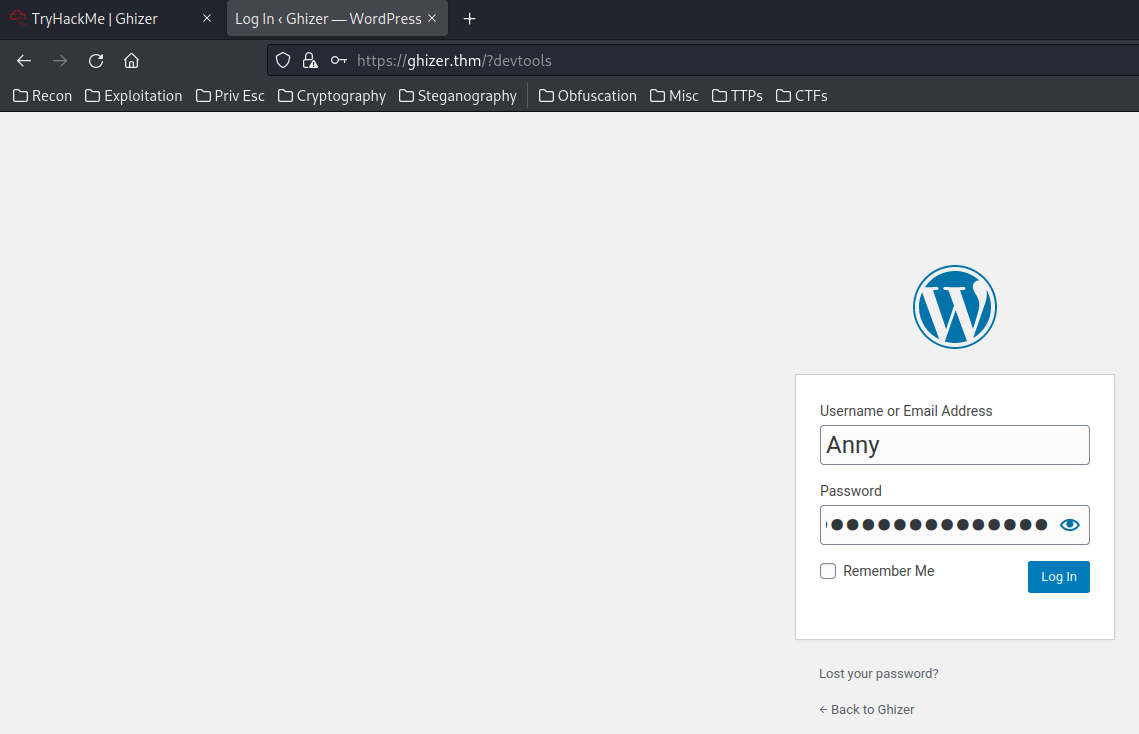 TryHackMe | Ghizer
Log In ‹ Ghizer — WordPress
https://ghizer.thm/?devtools
Recon Exploitation Priv Esc Cryptography Steganography Obfuscation Misc TTPs CTFs
Username or Email Address
Anny
Password
Remember Me
Log In
Lost your password?
← Back to Ghizer